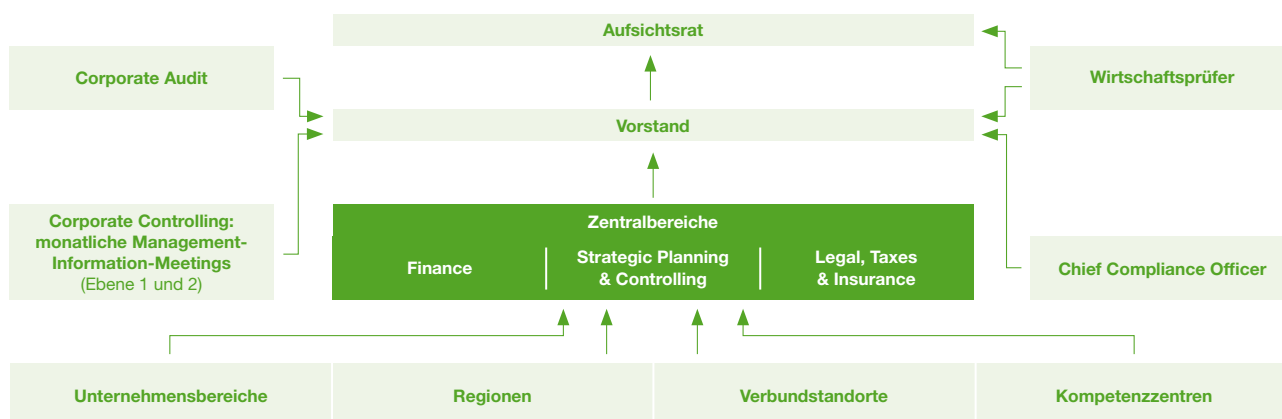 Aufsichtsrat
Corporate Audit
Wirtschaftsprüfer
Vorstand
Corporate Controlling:
monatliche Management-
Information-Meetings
(Ebene 1 und 2)
Zentralbereiche
Finance
Strategic Planning
& Controlling
Legal, Taxes
& Insurance
Chief Compliance Officer
Unternehmensbereiche
Regionen
Verbundstandorte
Kompetenzzentren